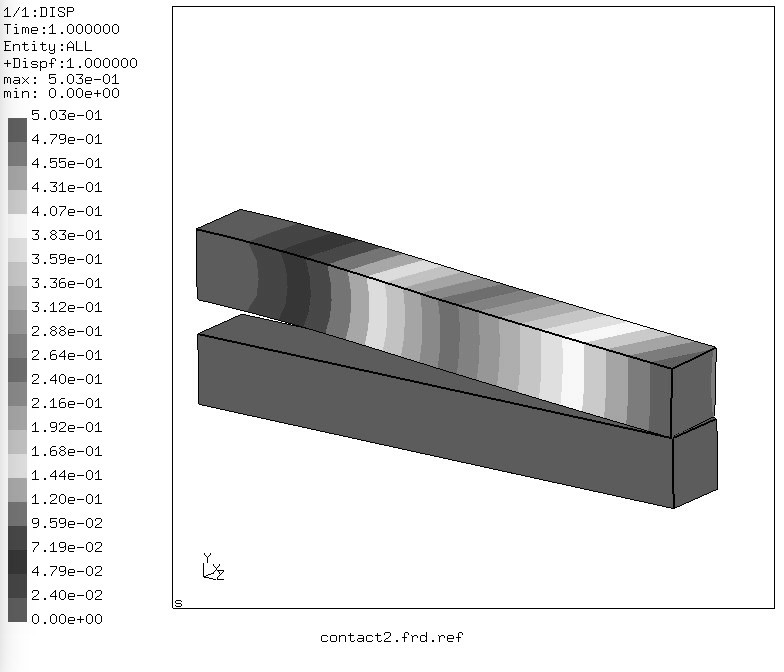 1/1:DISP
Time:1.000000
Entity:ALL
+Dispf:1.000000
max: 5.03e-01
min: 0.00e+00
5.03e-01
4.79e-01
4.55e-01
4.31e-01
4.07e-01
3.83e-01
3.59e-01
3.36e-01
3.12e-01
2.88e-01
2.64e-01
2.40e-01
2.16e-01
1.92e-01
1.68e-01
1.44e-01
1.20e-01
9.59e-02
7.19e-02
4.79e-02
2.40e-02
0.00e+00
Y
X
Z
S
contact2.frd.ref